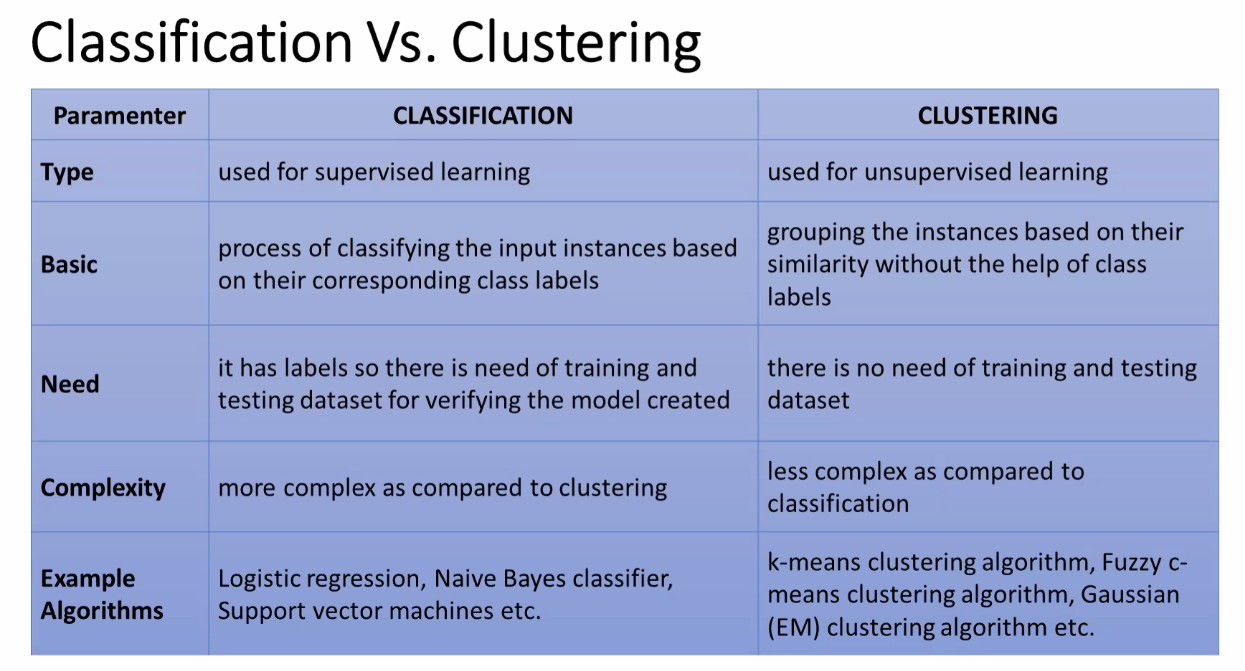 Classification Vs. Clustering
Paramenter CLASSIFICATION CLUSTERING
Type used for supervised learning used for unsupervised learning
Basic
process of classifying the input instances based
on their corresponding class labels
grouping the instances based on their
similarity without the help of class
labels
Need
it has labels so there is need of training and
testing dataset for verifying the model created
there is no need of training and testing
dataset
Complexity
more complex as compared to clustering
less complex as compared to
classification
Example
Algorithms
Logistic regression, Naive Bayes classifier,
Support vector machines etc.
k-means clustering algorithm, Fuzzy c-
means clustering algorithm, Gaussian
(EM) clustering algorithm etc.